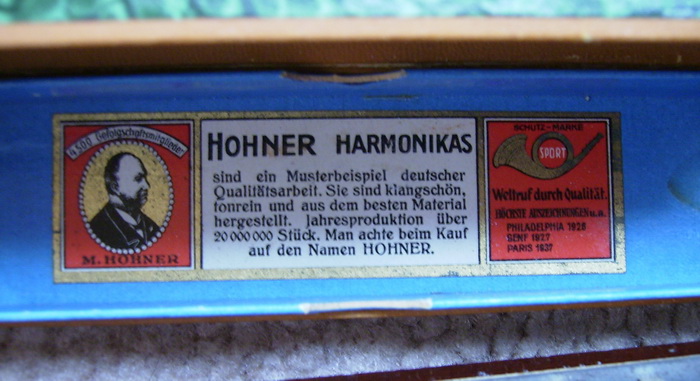 4500 Gefolgschaftsmitglieder
M. HOHNER
HOHNER HARMONIKAS
sind ein Musterbeispiel deutscher
Qualitätsarbeit. Sie sind klangschön,
tonrein und aus dem besten Material
hergestellt. Jahresproduktion über
20 000 000 Stück. Man achte beim Kauf
auf den Namen HOHNER.
SCHUTZ-MARKE
SPORT
Weltruf durch Qualität.
HÖCHSTE AUSZEICHNUNGEN u.a.
PHILADELPHIA 1926
GENF 1927
PARIS 1937